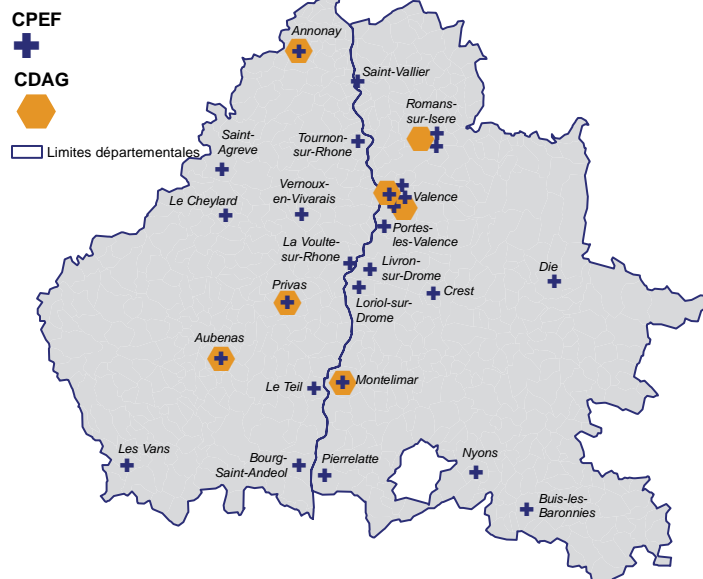 CPEF
CDAG
Limites départementales
Annonay
Saint-Vallier
Romans-
sur-Isere
Saint-
Agreve
Tournon-
sur-Rhone
Le Cheylard
Vernoux-
en-Vivarais
Valence
Portes-
les-Valence
La Voulte-
sur-Rhone
Livron-
sur-Drome
Die
Privas
Loriol-sur-
Drome
Crest
Aubenas
Le Teil
Montelimar
Les Vans
Bourg-
Saint-Andeol
Pierrelatte
Nyons
Buis-les-
Baronnies